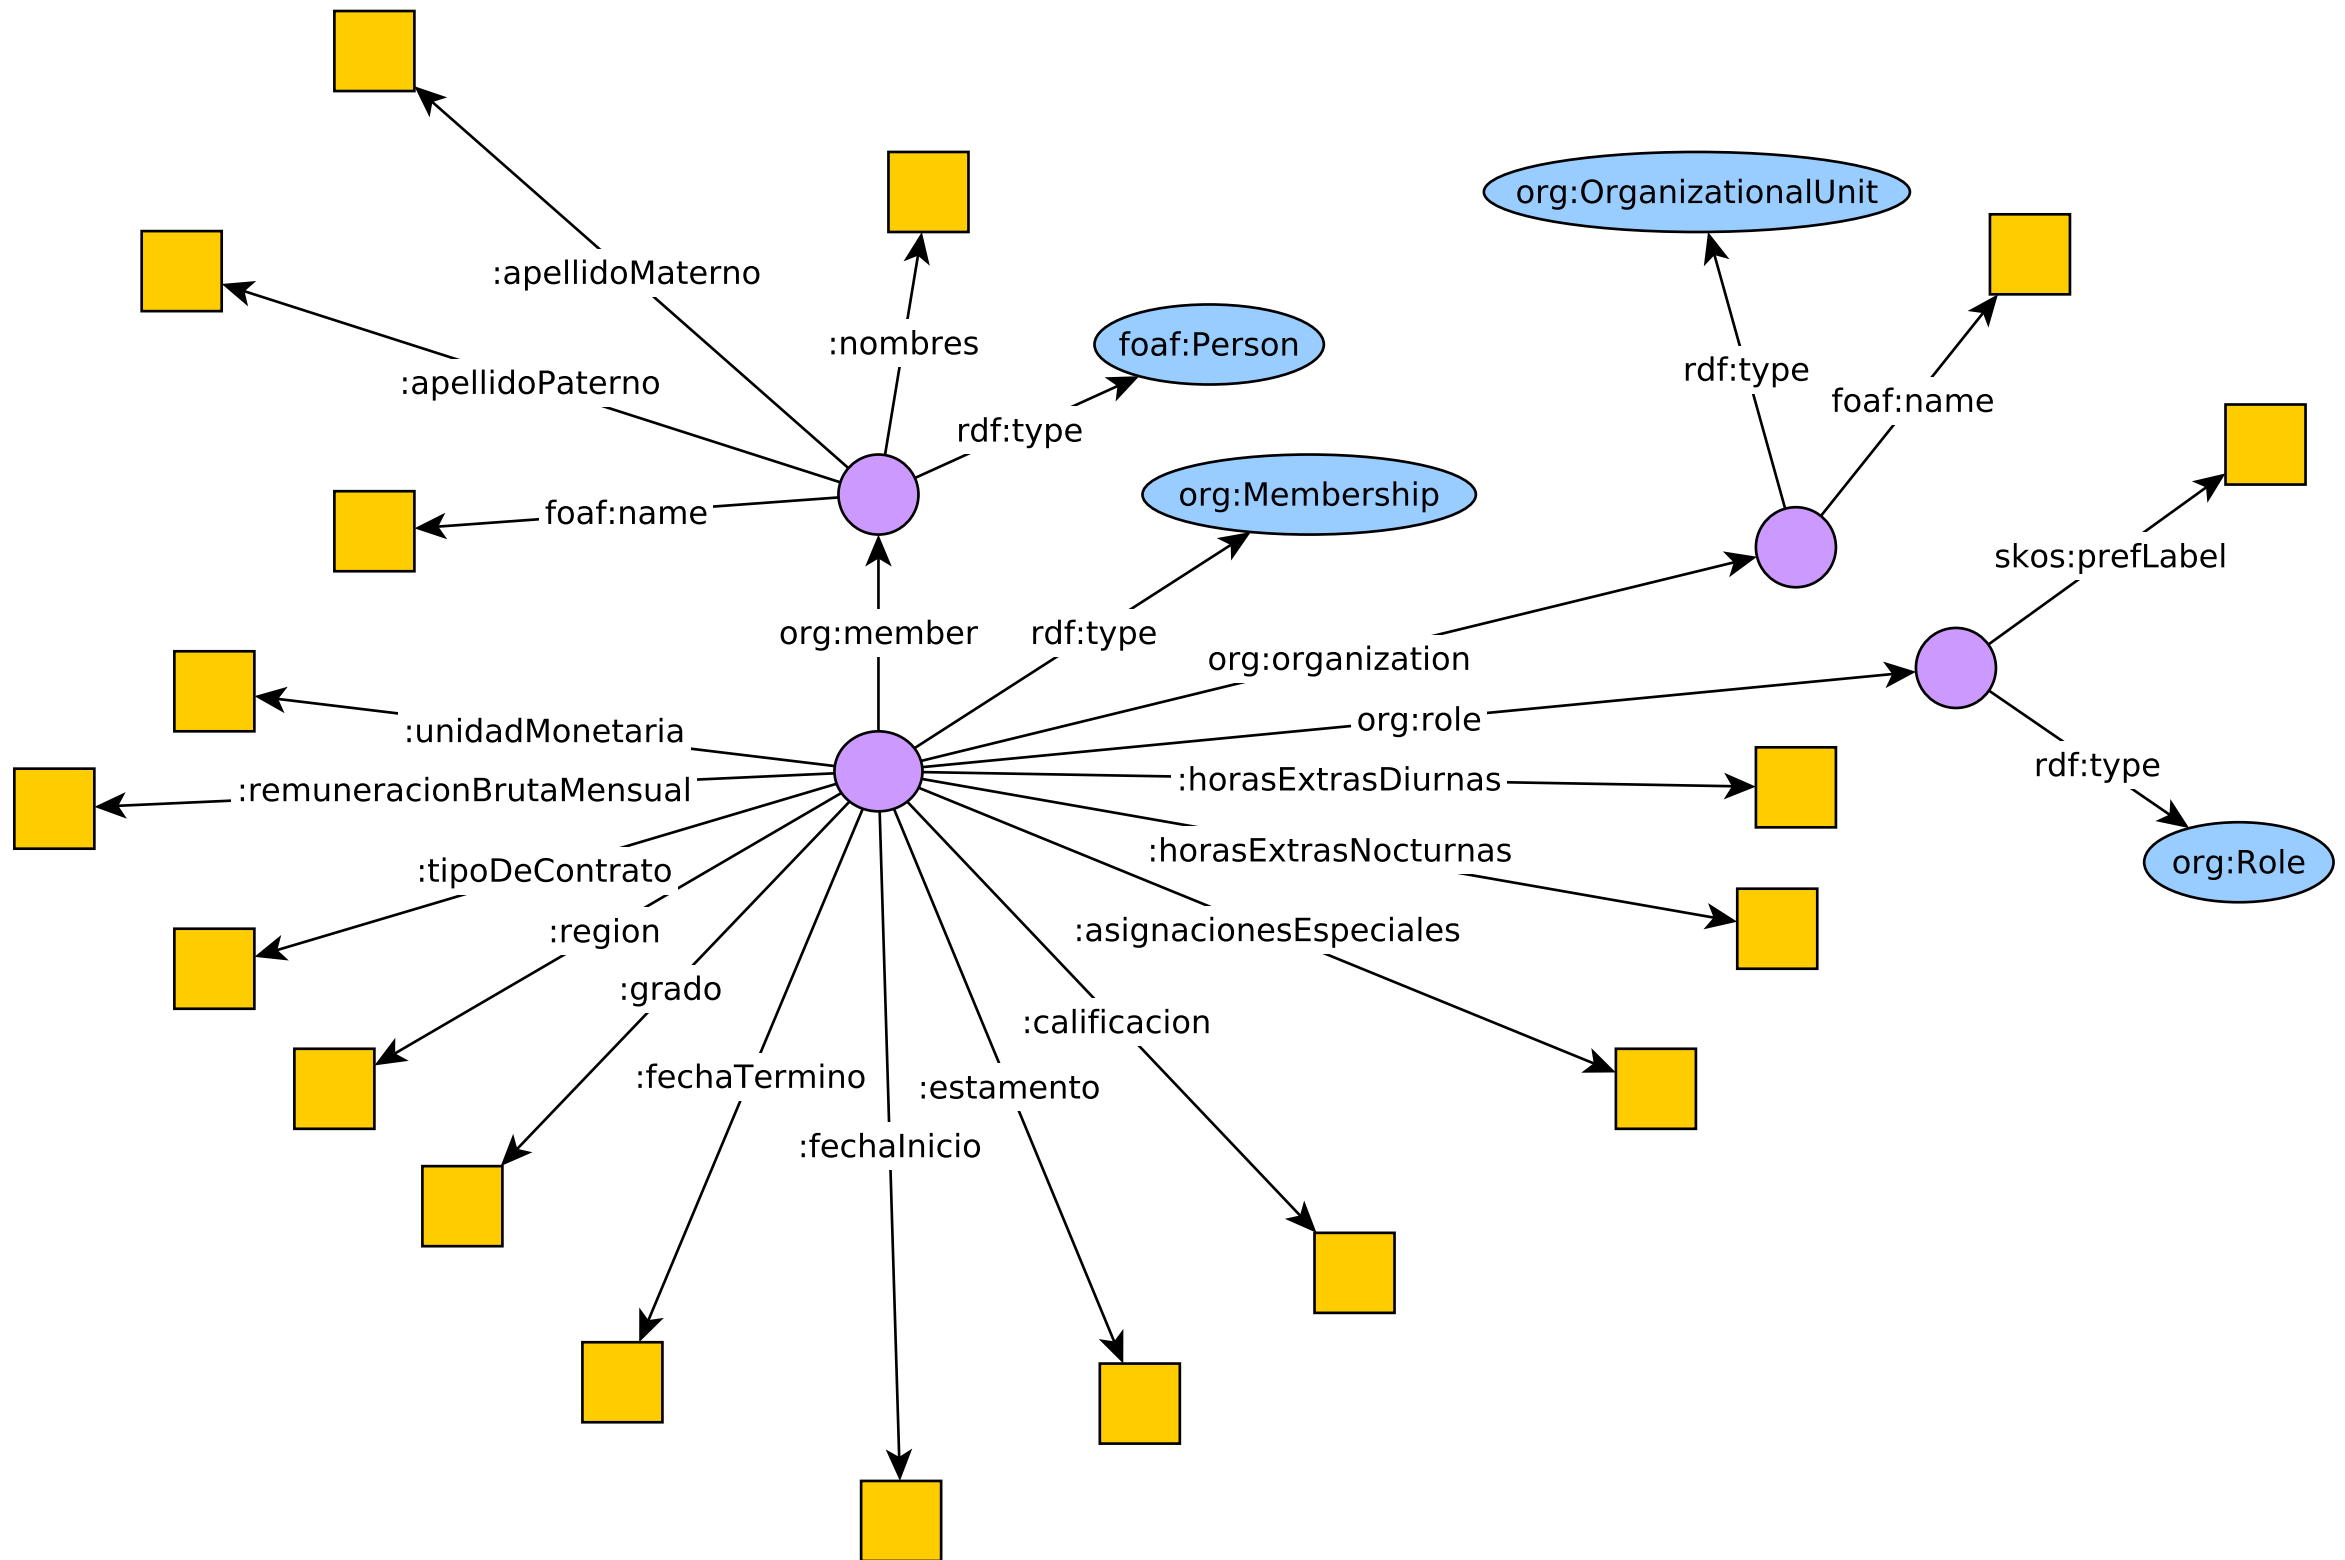 org:OrganizationalUnit
:apellidoMaterno
:nombres
foaf:Person
rdf:type
:apellidoPaterno
foaf:name
rdf:type
org:Membership
foaf:name
skos:prefLabel
org:member
rdf:type
org:organization
org:role
:unidadMonetaria
rdf:type
:horasExtrasDiurnas
:remuneracionBrutaMensual
:horasExtrasNocturnas
org:Role
:tipoDeContrato
:region
:asignacionesEspeciales
:grado
:calificacion
:fechaTermino
:estamento
:fechaInicio